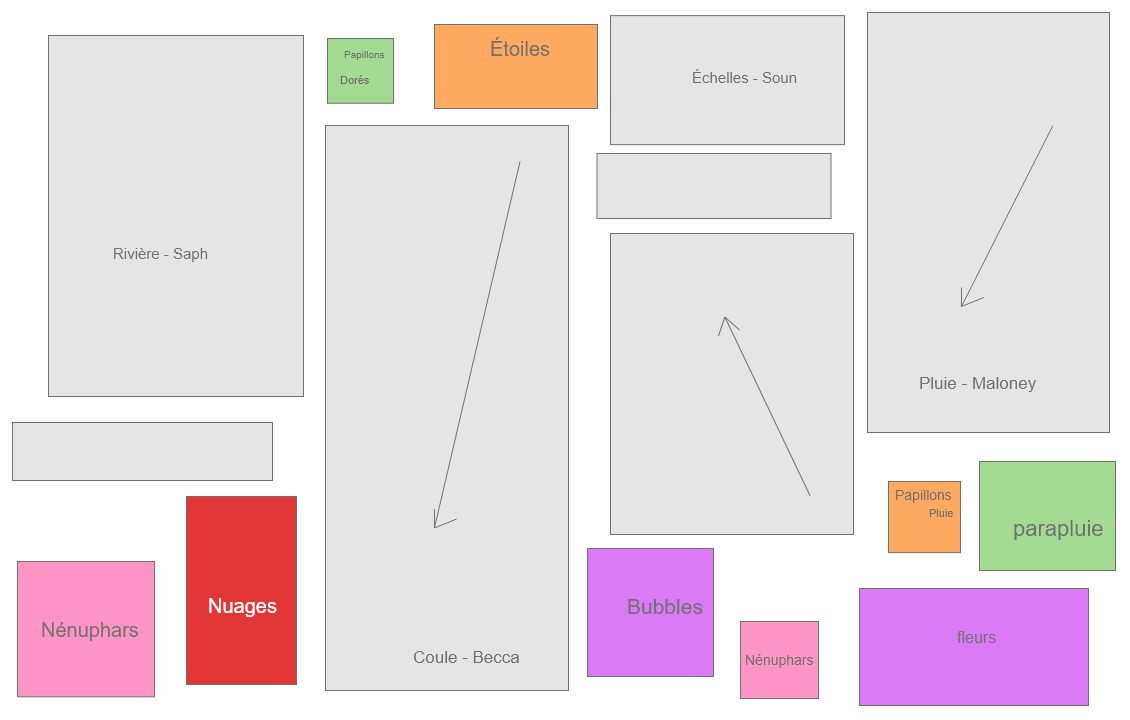 Papillons
Dorés
Étoiles
Échelles - Soun
Rivière - Saph
Pluie - Maloney
Papillons
Pluie
parapluie
Nuages
Nénuphars
Bubbles
fleurs
Coule - Becca
Nénuphars